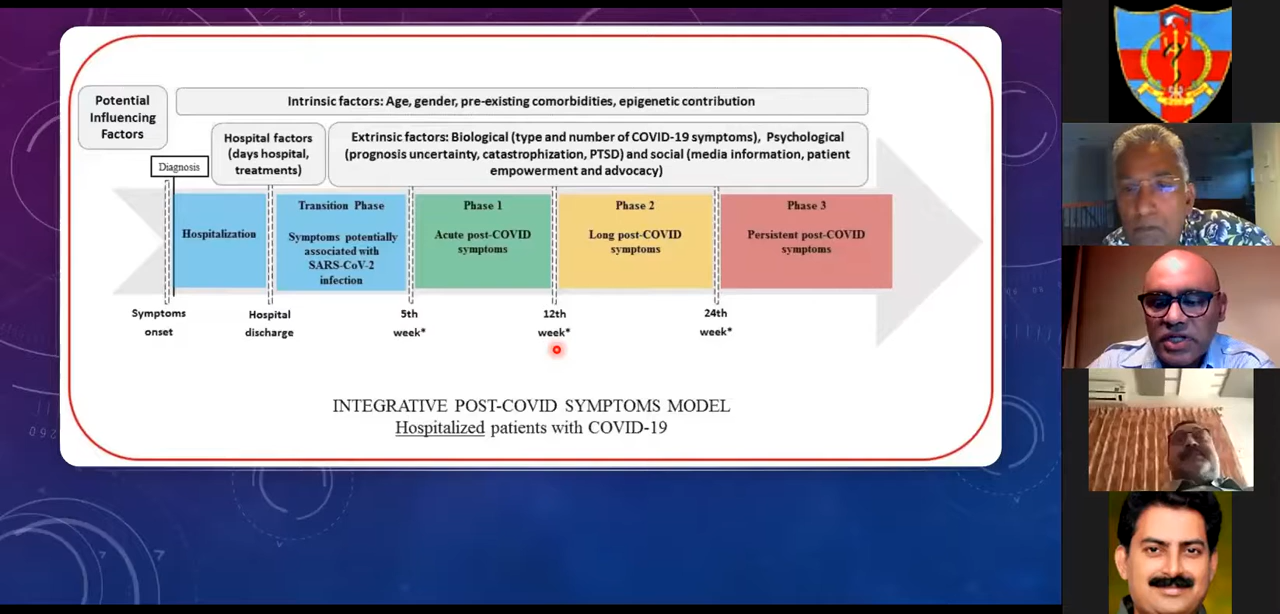 Potential
Influencing
Factors
Intrinsic factors: Age, gender, pre-existing comorbidities, epigenetic contribution
Hospital factors
(days hospital,
treatments)
Extrinsic factors: Biological (type and number of COVID-19 symptoms), Psychological
(prognosis uncertainty, catastrophization, PTSD) and social (media information, patient
empowerment and advocacy)
Diagnosis
Hospitalization
Transition Phase
Symptoms potentially
associated with
SARS-CoV-2
infection
Phase 1
Acute post-COVID
symptoms
Phase 2
Long post-COVID
symptoms
Phase 3
Persistent post-COVID
symptoms
Symptoms
onset
Hospital
discharge
5th
week*
12th
week*
24th
week*
INTEGRATIVE POST-COVID SYMPTOMS MODEL
Hospitalized patients with COVID-19